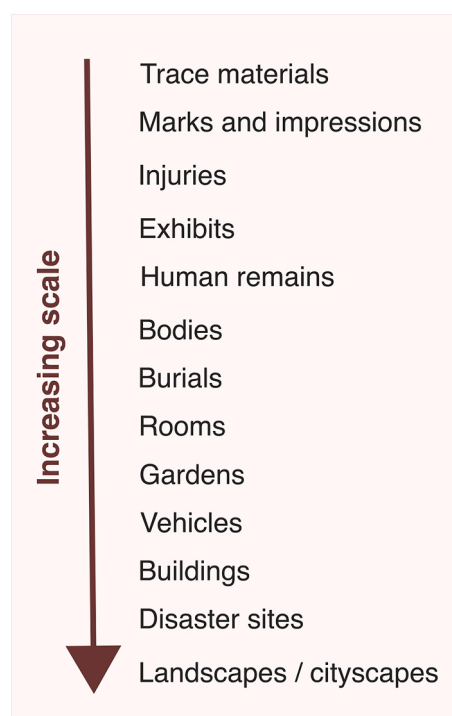 Increasing scale
Trace materials
Marks and impressions
Injuries
Exhibits
Human remains
Bodies
Burials
Rooms
Gardens
Vehicles
Buildings
Disaster sites
Landscapes / cityscapes